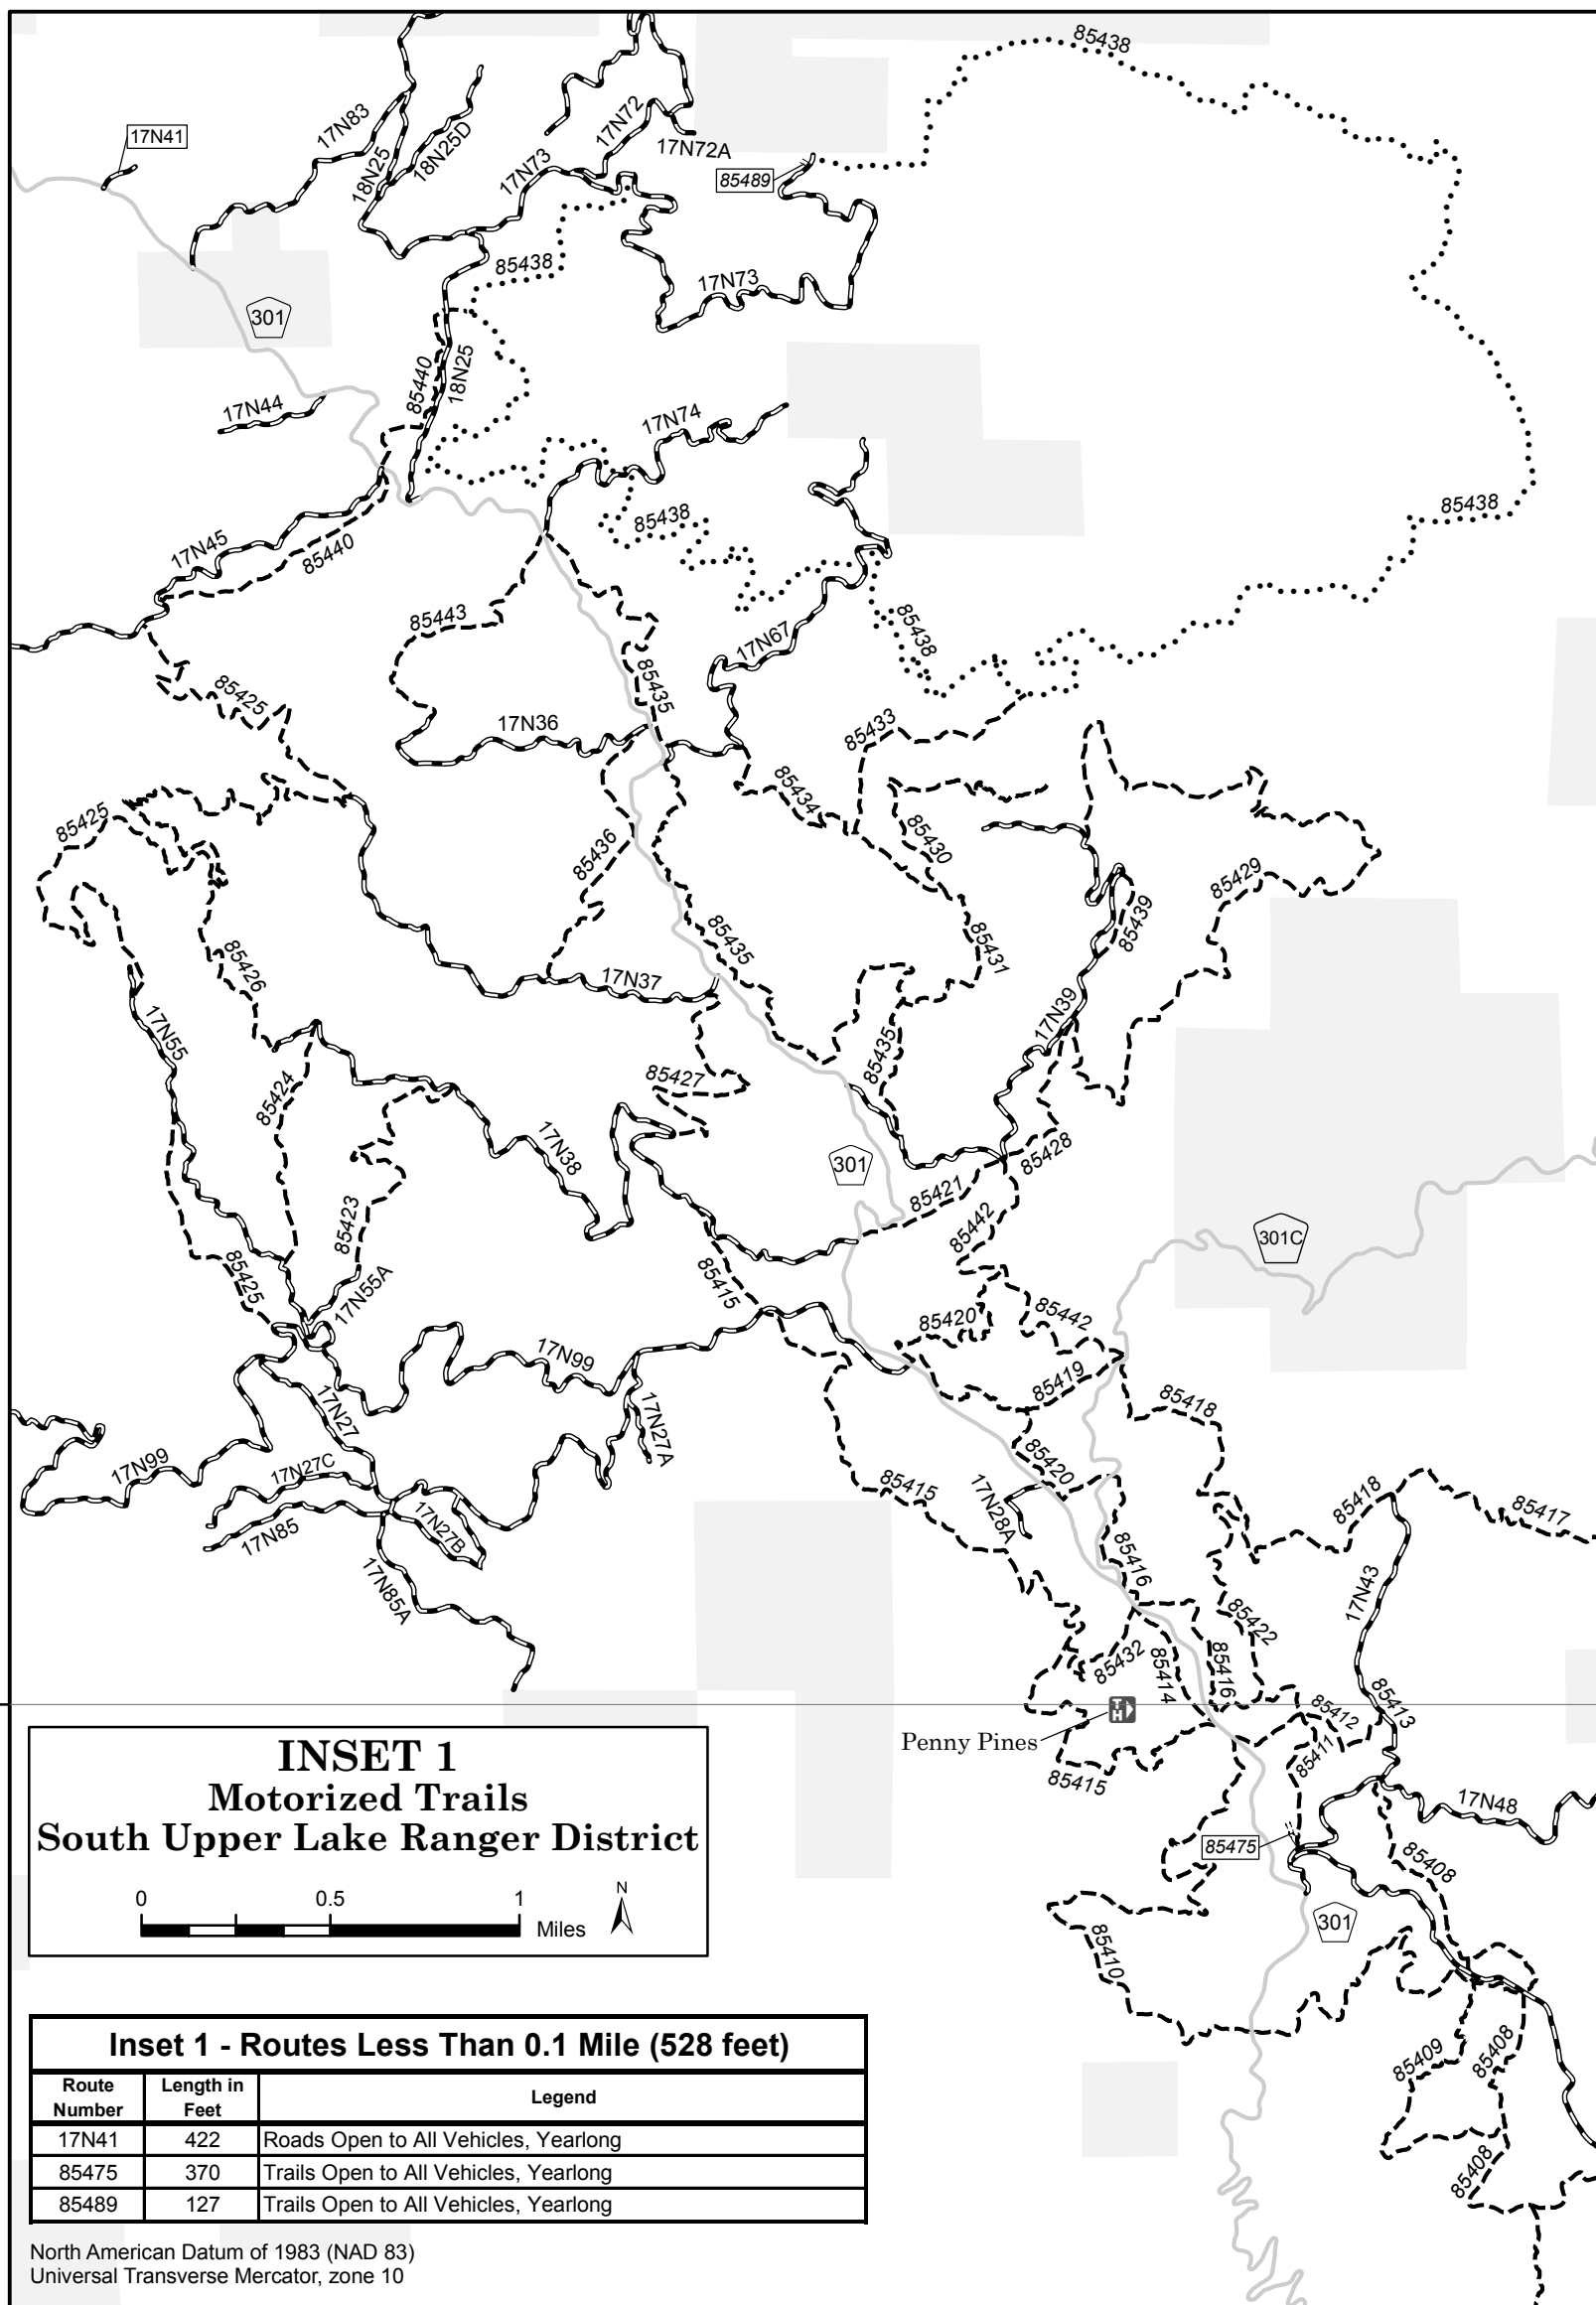 85438
17N41
17N83
18N25
18N25D
17N72
17N72A
17N73
85489
85438
17N73
301
85440
18N25
17N44
17N74
85438
85438
17N45
85440
85443
85438
17N67
85435
85425
17N36
85433
85434
85425
85430
85436
85429
85439
85435
85431
85426
17N37
17N55
17N39
85435
85424
85427
17N38
301
85428
85421
85423
85442
301C
85425
17N55A
85415
85420
85442
17N99
85419
17N27
17N27A
85418
17N99
17N27C
85420
85415
17N28A
85418
85417
17N85
17N27B
85416
17N43
17N85A
85422
85432
85414
85416
85413
85412
Penny Pines
TH
85411
85415
17N48
85475
85408
301
85410
85409
85408
85408
INSET 1
Motorized Trails
South Upper Lake Ranger District
0 0.5 1
Miles
N
Inset 1 - Routes Less Than 0.1 Mile (528 feet)
Route Number Length in Feet Legend
17N41 422 Roads Open to All Vehicles, Yearlong
85475 370 Trails Open to All Vehicles, Yearlong
85489 127 Trails Open to All Vehicles, Yearlong
North American Datum of 1983 (NAD 83)
Universal Transverse Mercator, zone 10